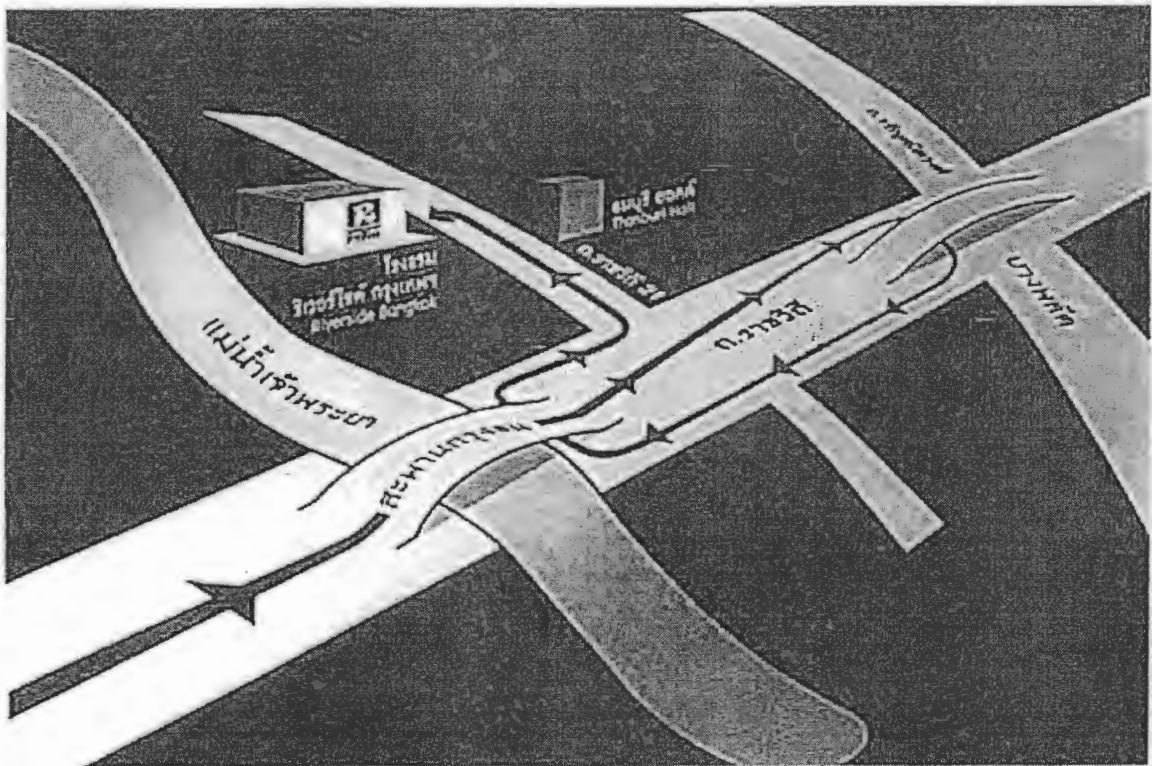 ธนบุรี ฮอลล์
Thonburi Hall
โรงแรม
ริเวอร์ไซด์ กรุงเทพฯ
Riverside Bangkok
แม่น้ำเจ้าพระยา
สะพานกรุงธน
ถ.ราชวิถี
บางพลัด